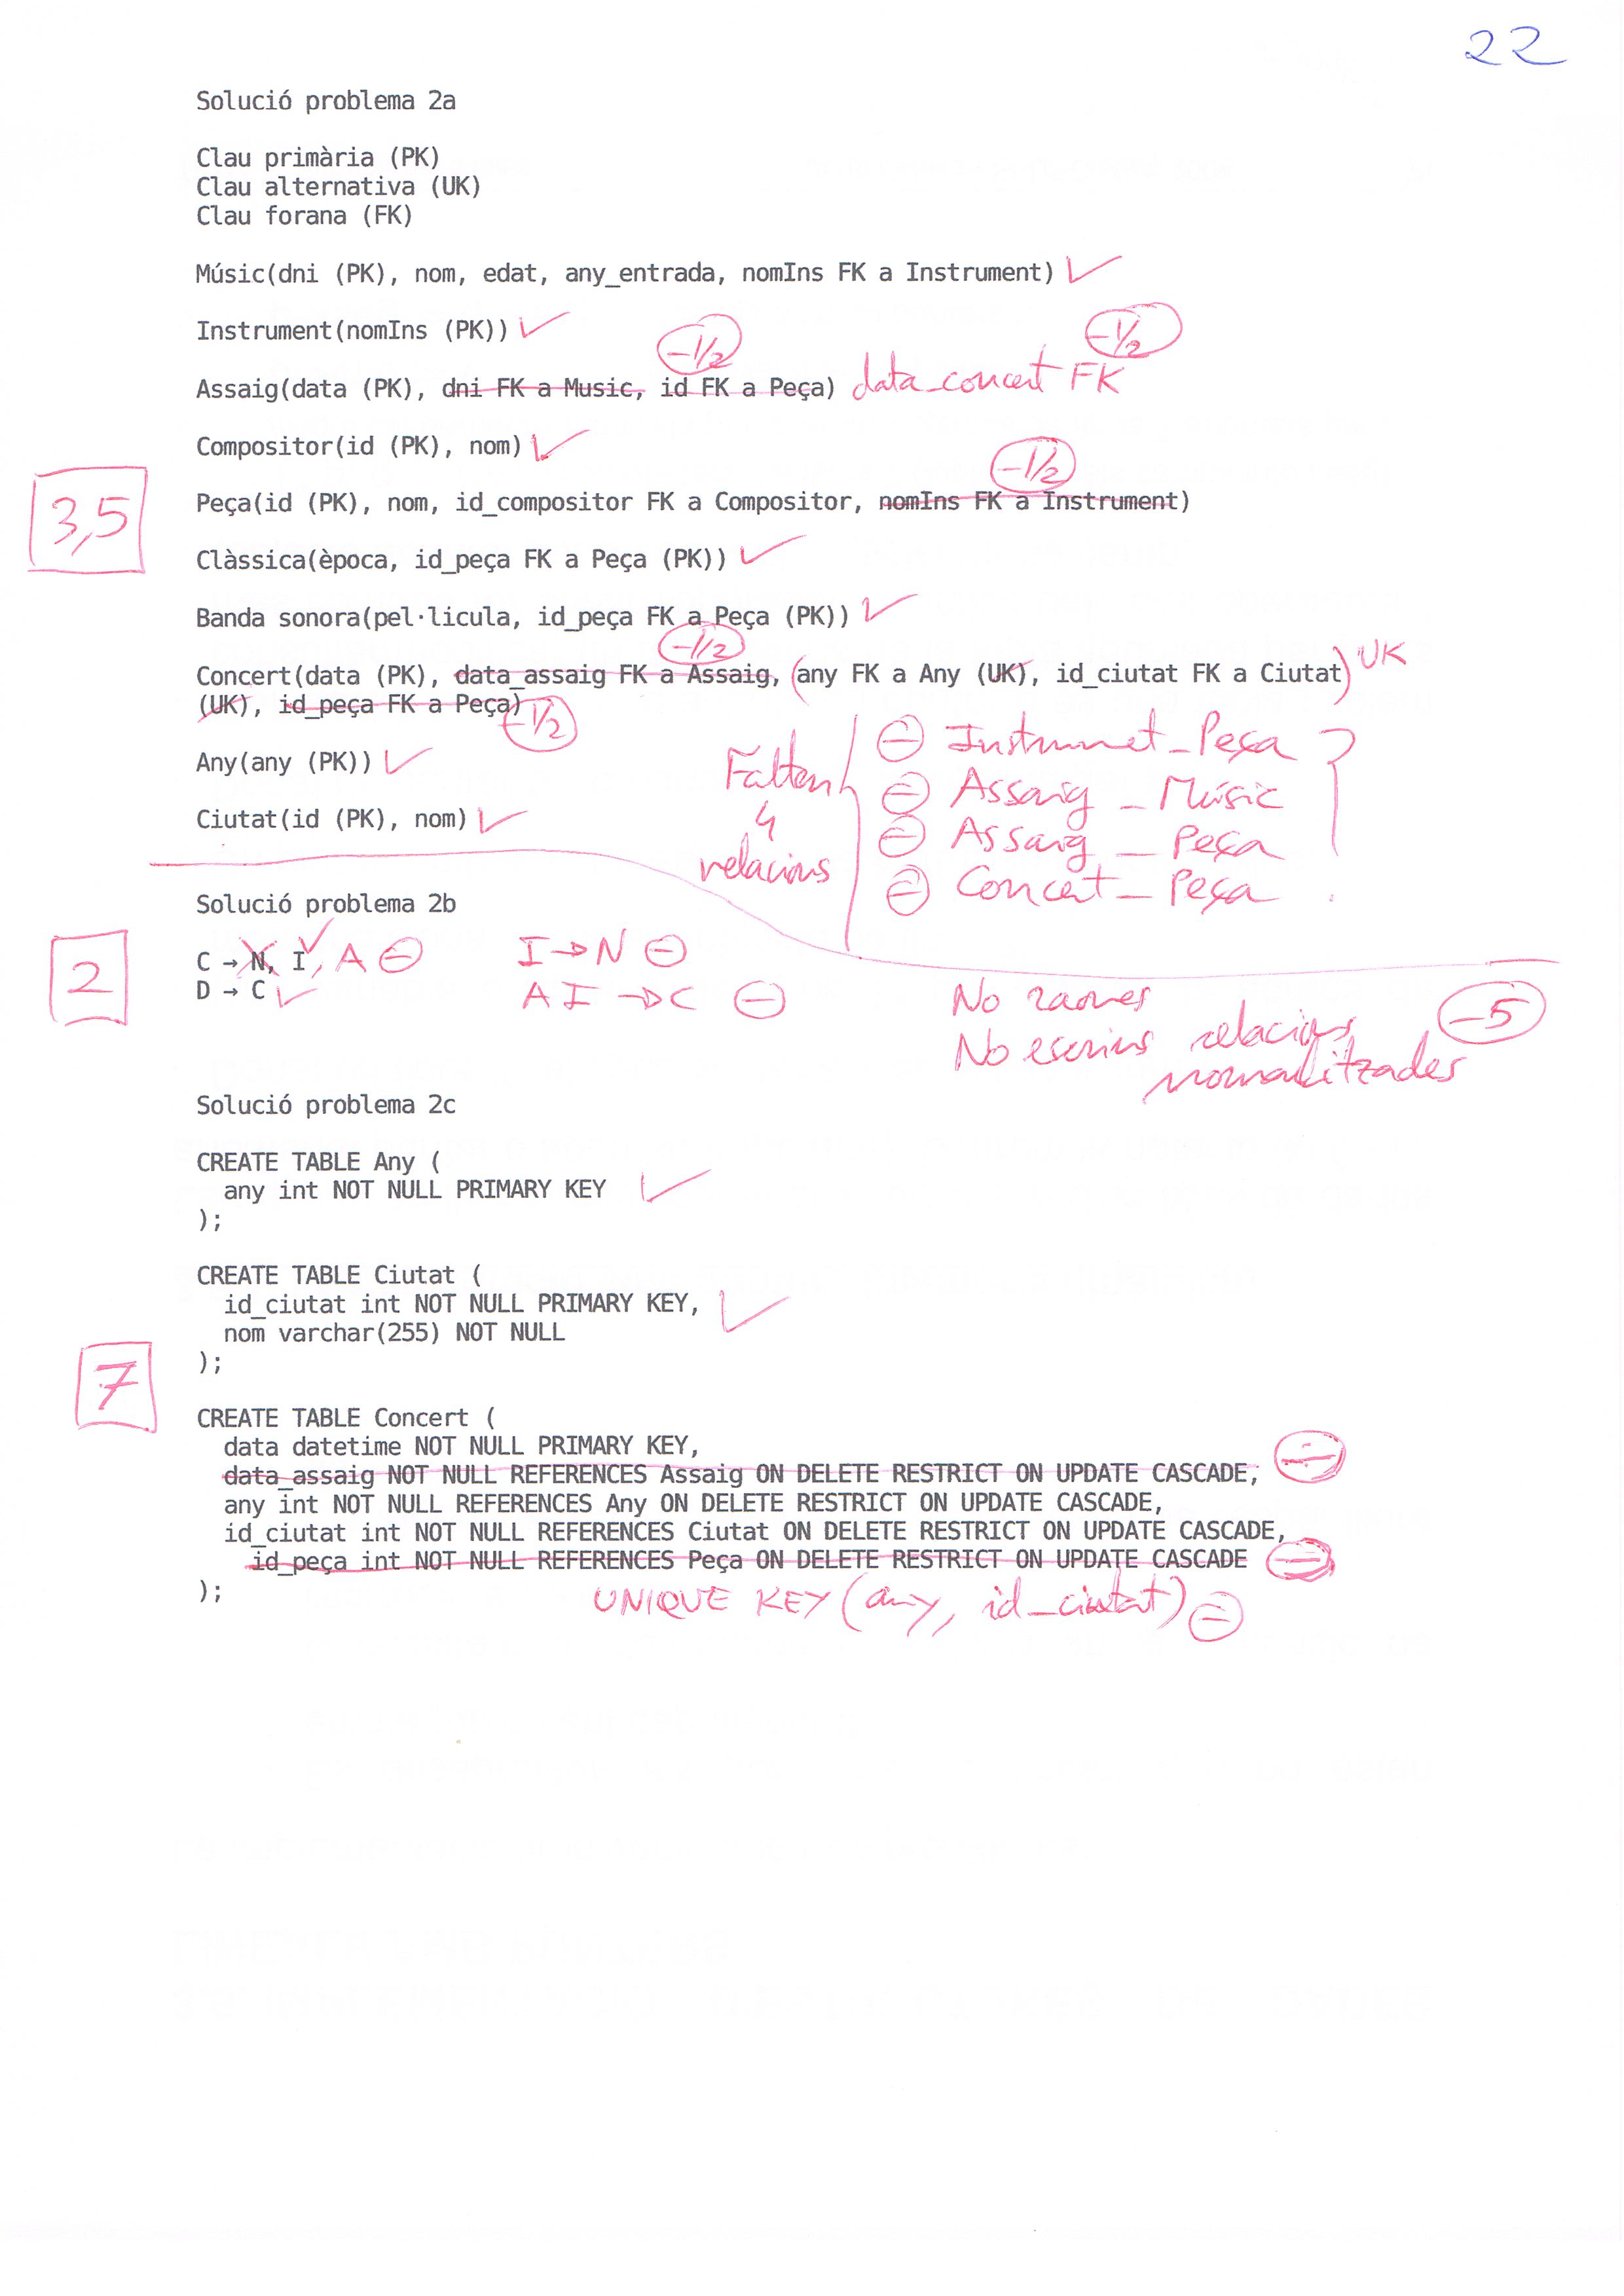 22
Solució problema 2a
Clau primària (PK)
Clau alternativa (UK)
Clau forana (FK)
Músic(dni (PK), nom, edat, any_entrada, nomIns FK a Instrument)
Instrument(nomIns (PK))
-1/2
-1/2
Assaig(data (PK), dni FK a Music, id FK a Peça) data_concert FK
Compositor(id (PK), nom)
-1/2
3,5
Peça(id (PK), nom, id_compositor FK a Compositor, nomIns FK a Instrument)
Clàssica(època, id_peça FK a Peça (PK))
Banda sonora(pel·licula, id_peça FK a Peça (PK))
-1/2
Concert(data (PK), data_assaig FK a Assaig, (any FK a Any (UK), id_ciutat FK a Ciutat) UK
(UK), id_peça FK a Peça)
-1/2
Falten 4 relacions
- Instrumet_Peça
- Assaig _ Músic
- Assaig _ Peça
- Concert _ Peça
Any(any (PK))
Ciutat(id (PK), nom)
Solució problema 2b
2
C → N, I, A - I → N -
D → C AI → C -
No raones
No escrius relacions normalitzades
-5
Solució problema 2c
CREATE TABLE Any (
any int NOT NULL PRIMARY KEY
);
CREATE TABLE Ciutat (
id_ciutat int NOT NULL PRIMARY KEY,
nom varchar(255) NOT NULL
);
7
CREATE TABLE Concert (
data datetime NOT NULL PRIMARY KEY,
data_assaig NOT NULL REFERENCES Assaig ON DELETE RESTRICT ON UPDATE CASCADE, -
any int NOT NULL REFERENCES Any ON DELETE RESTRICT ON UPDATE CASCADE,
id_ciutat int NOT NULL REFERENCES Ciutat ON DELETE RESTRICT ON UPDATE CASCADE,
id_peça int NOT NULL REFERENCES Peça ON DELETE RESTRICT ON UPDATE CASCADE -
);
UNIQUE KEY (any, id_ciutat) -